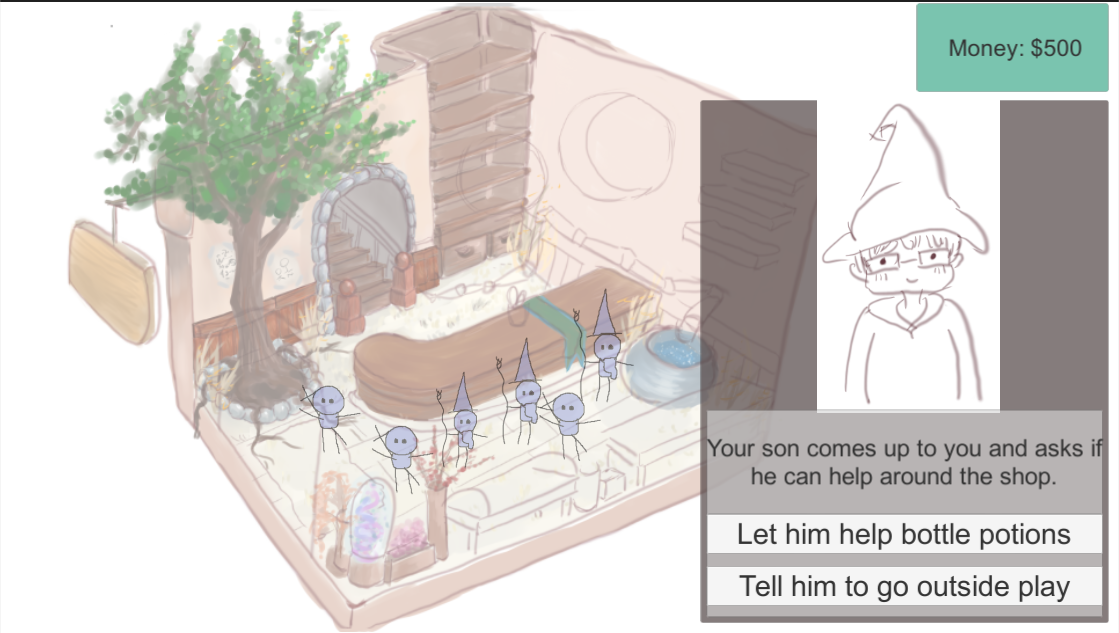 Money: $500
Your son comes up to you and asks if
he can help around the shop.
Let him help bottle potions
Tell him to go outside play